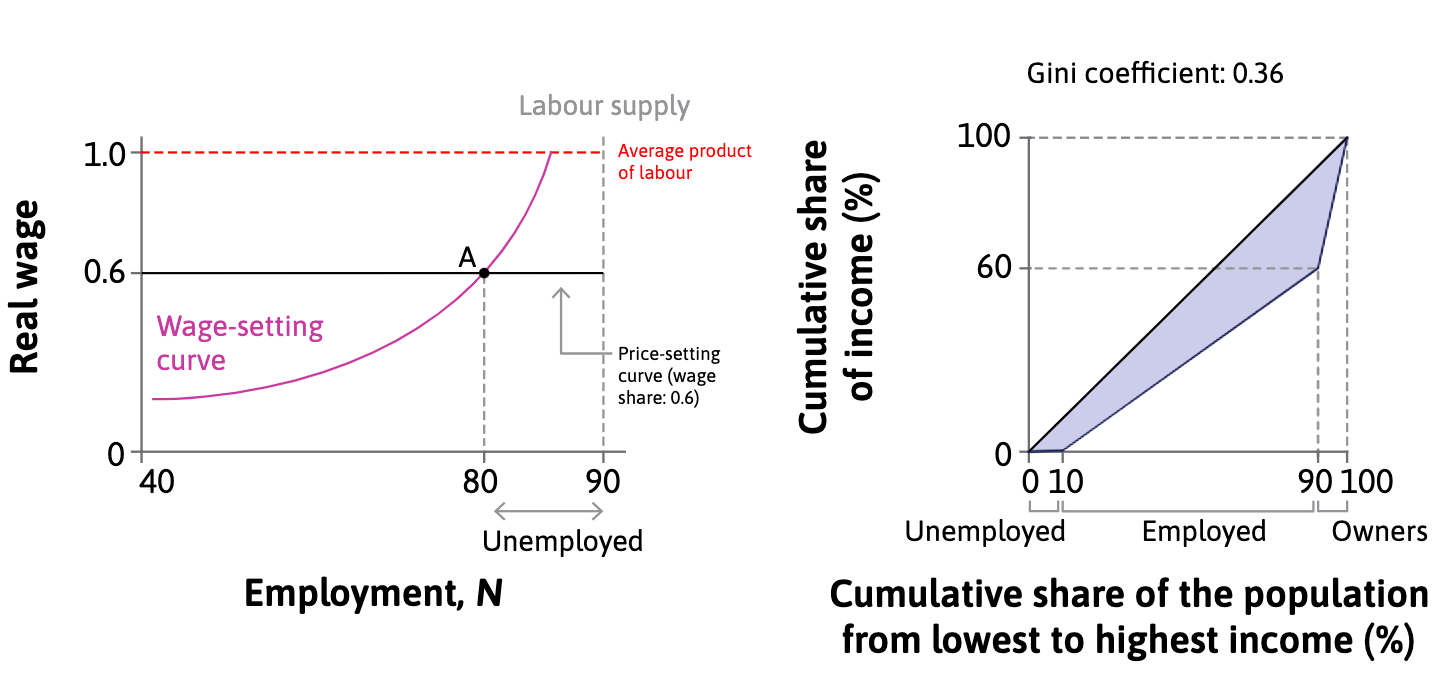 Labour supply
1.0
Average product
of labour
Real wage
0.6
A
Wage-setting
curve
Price-setting
curve (wage
share: 0.6)
0
40
80
90
Unemployed
Employment, N
Gini coefficient: 0.36
Cumulative share
of income (%)
100
60
0
0 10
90 100
Unemployed
Employed
Owners
Cumulative share of the population
from lowest to highest income (%)